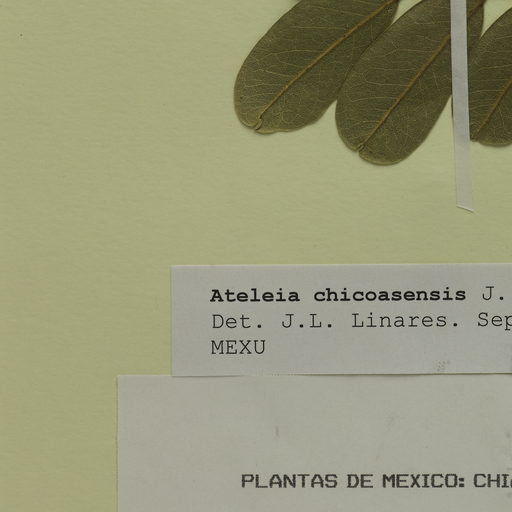 Ateleia chicoasensis J.
Det. J.L. Linares. Sep
MEXU
PLANTAS DE MEXICO: CHI